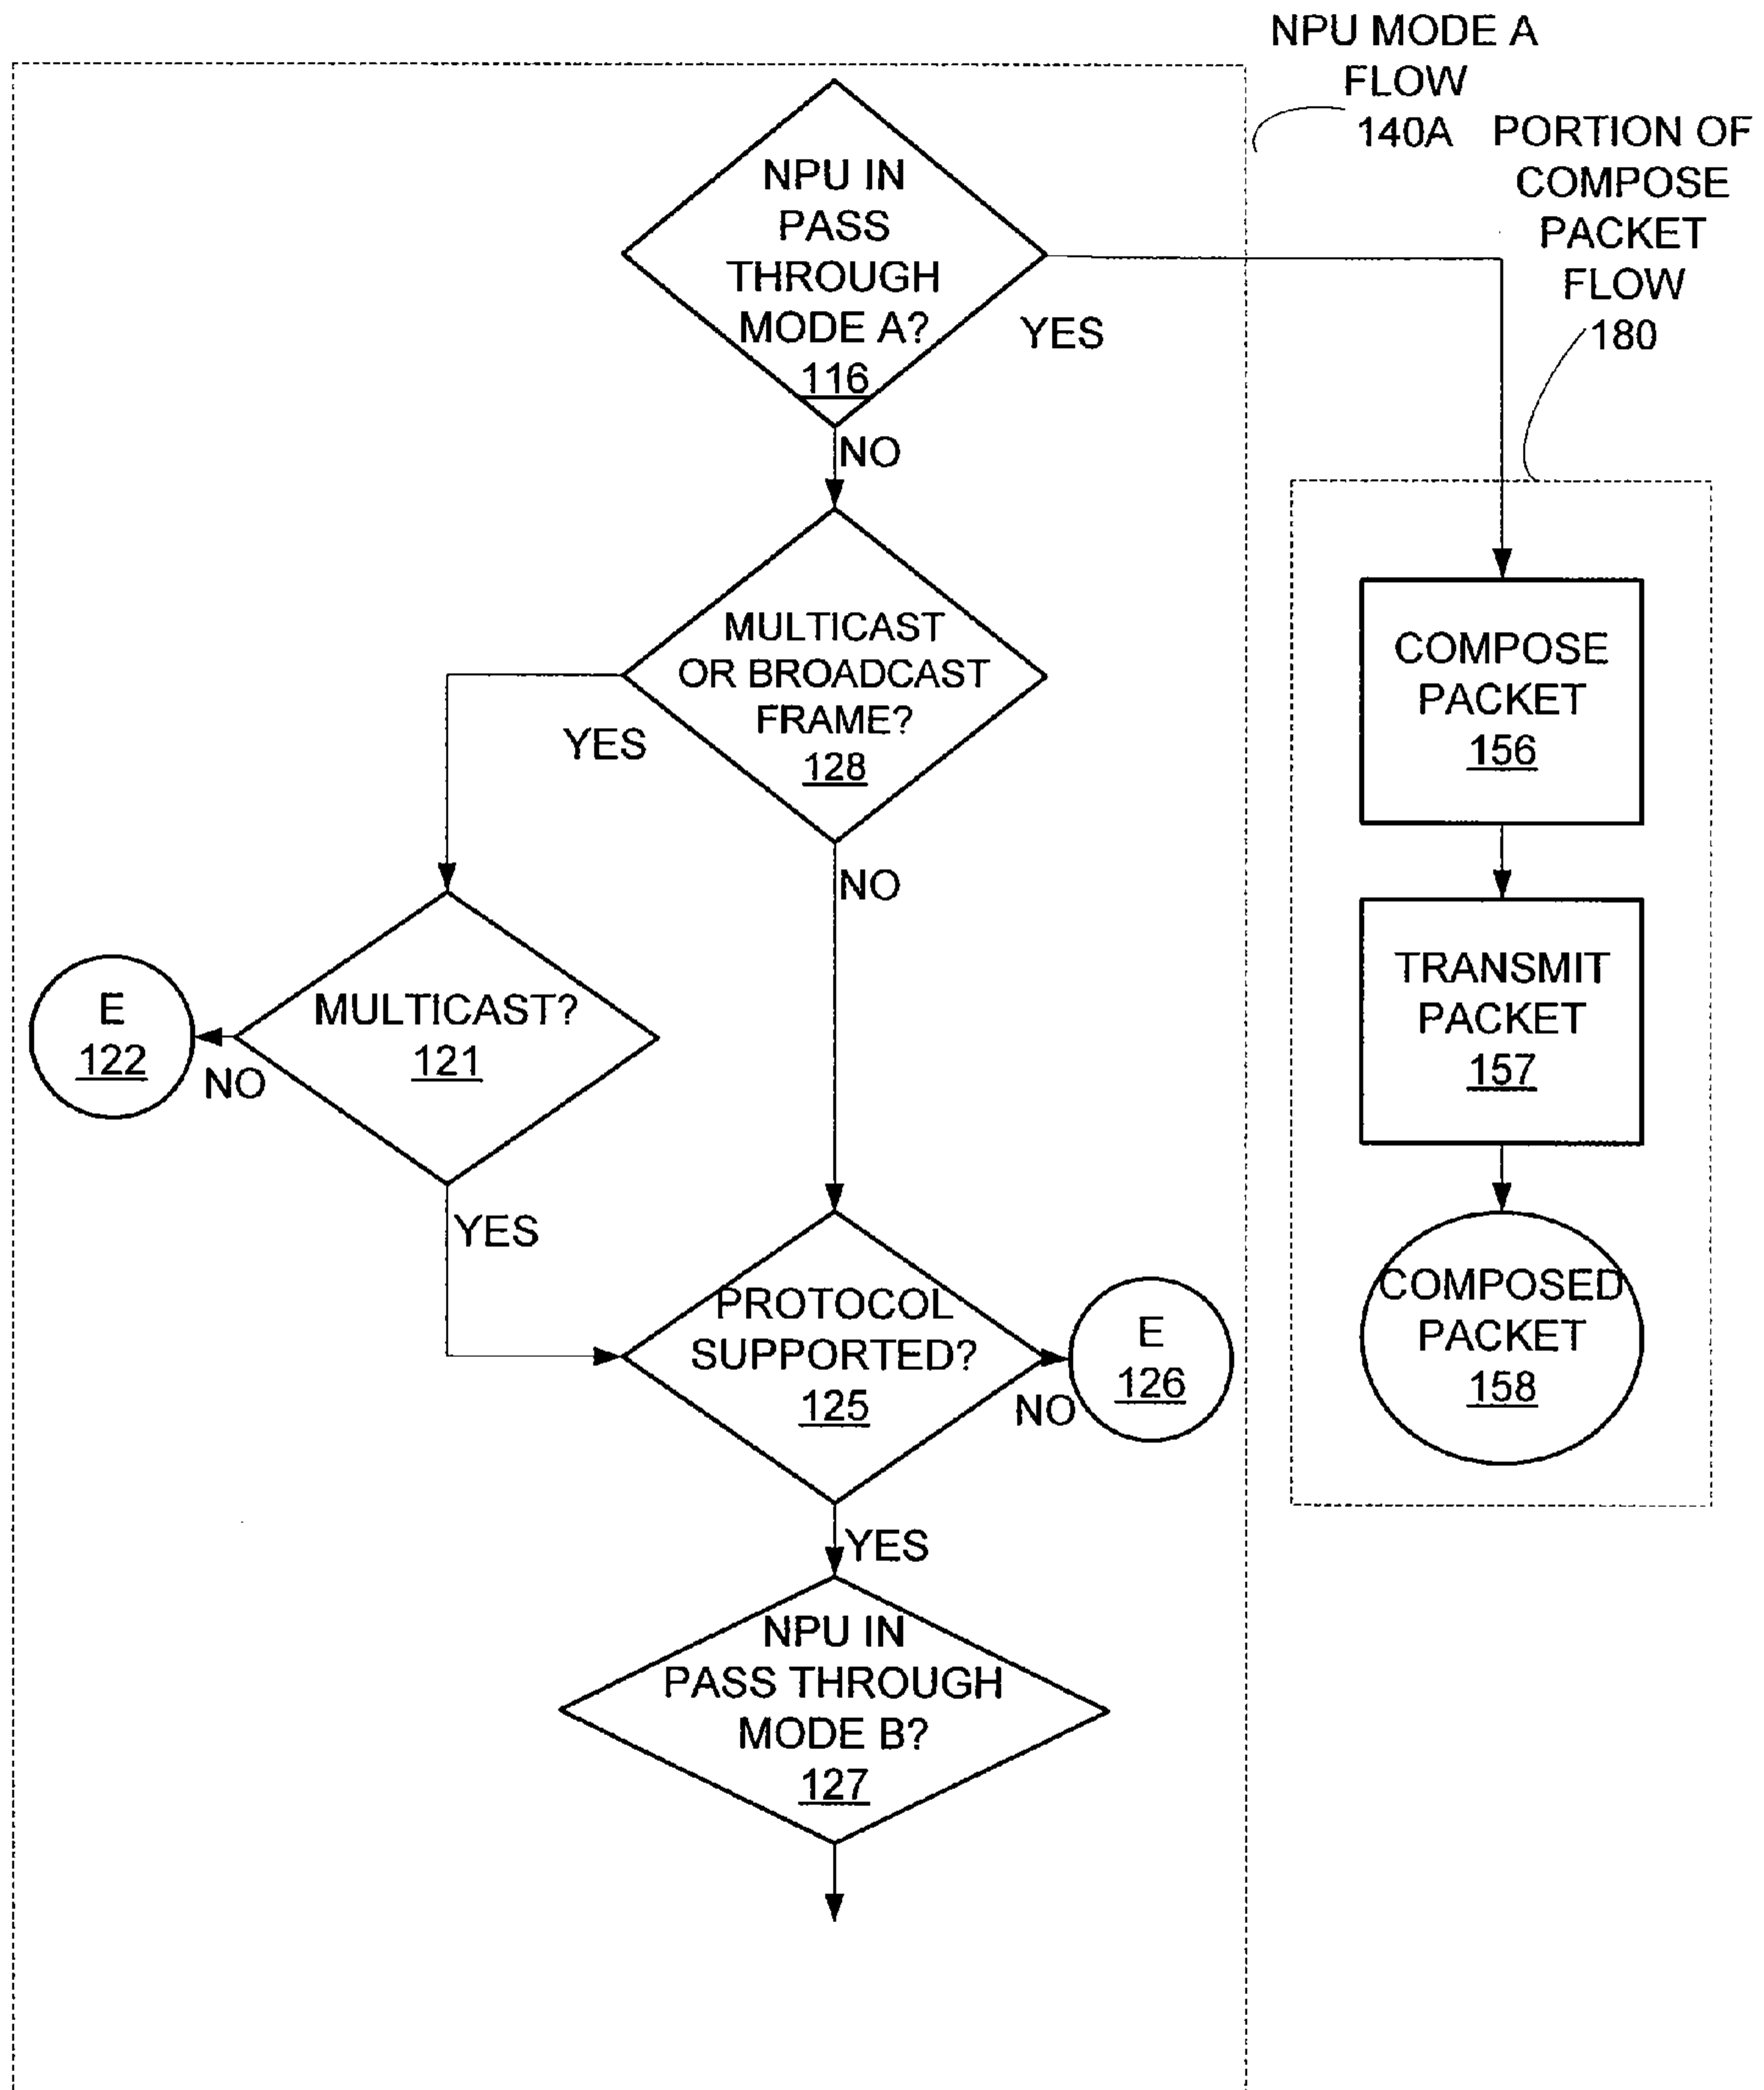 NPU MODE A
FLOW
140A
PORTION OF
COMPOSE
PACKET
FLOW
180
NPU IN
PASS
THROUGH
MODE A?
116
YES
NO
MULTICAST
OR BROADCAST
FRAME?
128
YES
NO
MULTICAST?
121
E
122
NO
YES
PROTOCOL
SUPPORTED?
125
E
126
NO
YES
NPU IN
PASS THROUGH
MODE B?
127
COMPOSE
PACKET
156
TRANSMIT
PACKET
157
COMPOSED
PACKET
158